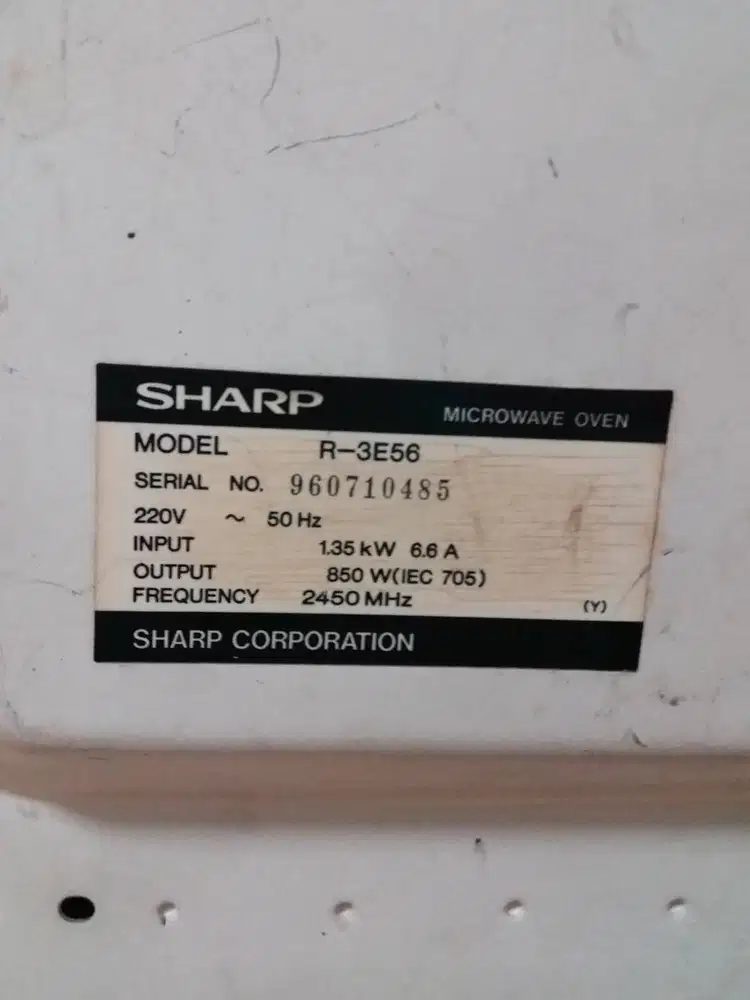 SHARP MICROWAVE OVEN
MODEL R-3E56
SERIAL NO. 960710485
220V ~ 50 Hz
INPUT 1.35 kW 6.6 A
OUTPUT 850 W(IEC 705)
FREQUENCY 2450 MHz (Y)
SHARP CORPORATION